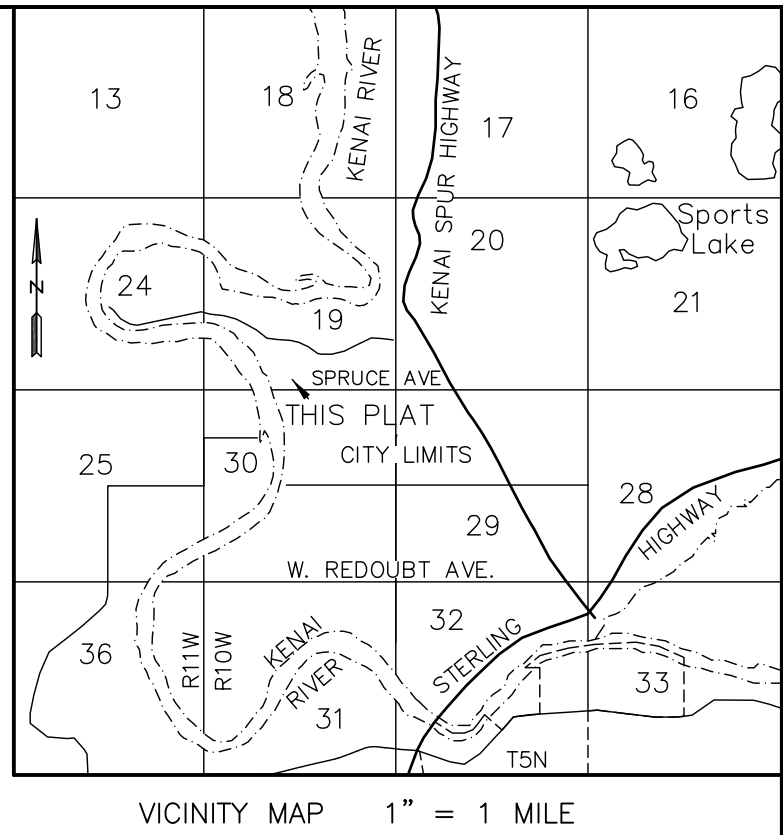 13
18
KENAI RIVER
KENAI SPUR HIGHWAY
17
16
20
Sports
Lake
24
N
19
21
SPRUCE AVE
THIS PLAT
CITY LIMITS
25
30
28
29
HIGHWAY
W. REDOUBT AVE.
36
R11W
R10W
KENAI
RIVER
32
STERLING
33
31
T5N
VICINITY MAP 1" = 1 MILE